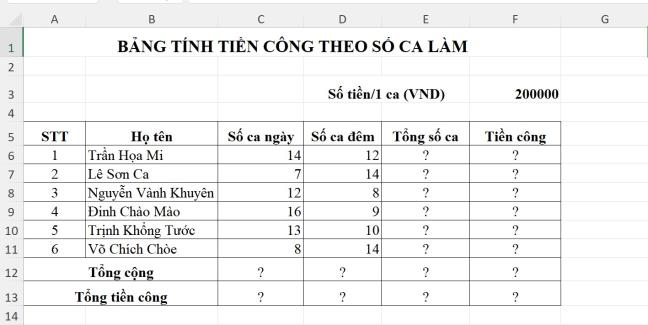 A B C D E F G
1 BẢNG TÍNH TIỀN CÔNG THEO SỐ CA LÀM
2
3 Số tiền/1 ca (VND) 200000
4
5 STT Họ tên Số ca ngày Số ca đêm Tổng số ca Tiền công
6 1 Trần Họa Mi 14 12 ? ?
7 2 Lê Sơn Ca 7 14 ? ?
8 3 Nguyễn Vành Khuyên 12 8 ? ?
9 4 Đinh Chào Mào 16 9 ? ?
10 5 Trịnh Khổng Tước 13 10 ? ?
11 6 Võ Chích Chòe 8 14 ? ?
12 Tổng cộng ? ? ? ?
13 Tổng tiền công ? ? ? ?
14